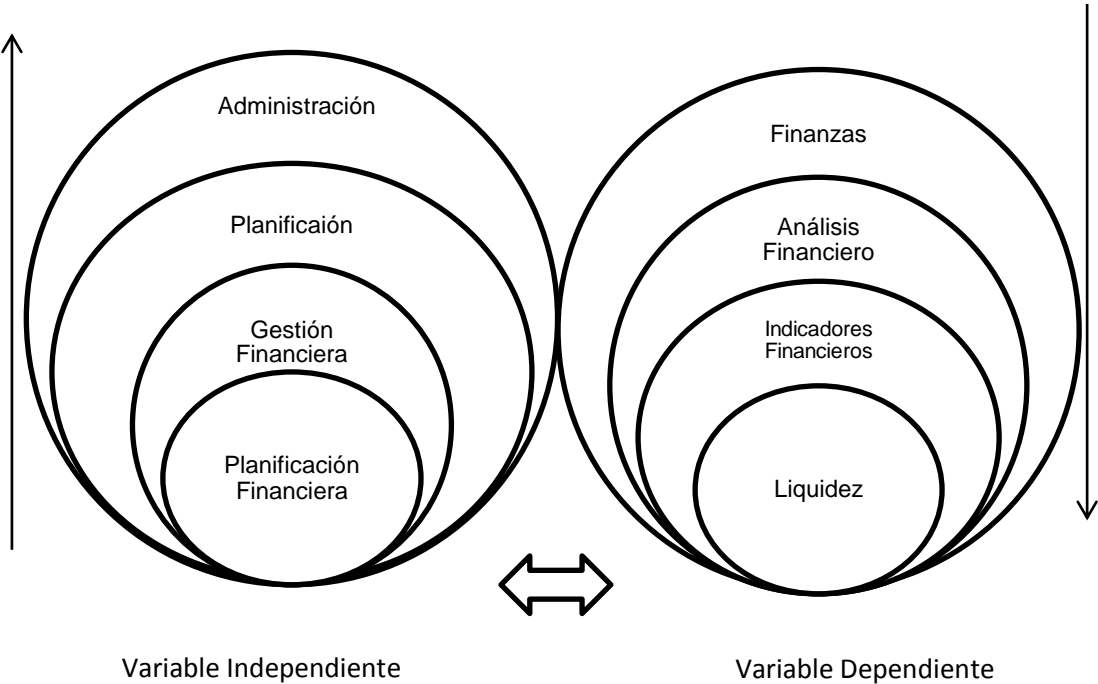 Administración
Planificaión
Gestión
Financiera
Planificación
Financiera
Variable Independiente
Finanzas
Análisis
Financiero
Indicadores
Financieros
Liquidez
Variable Dependiente